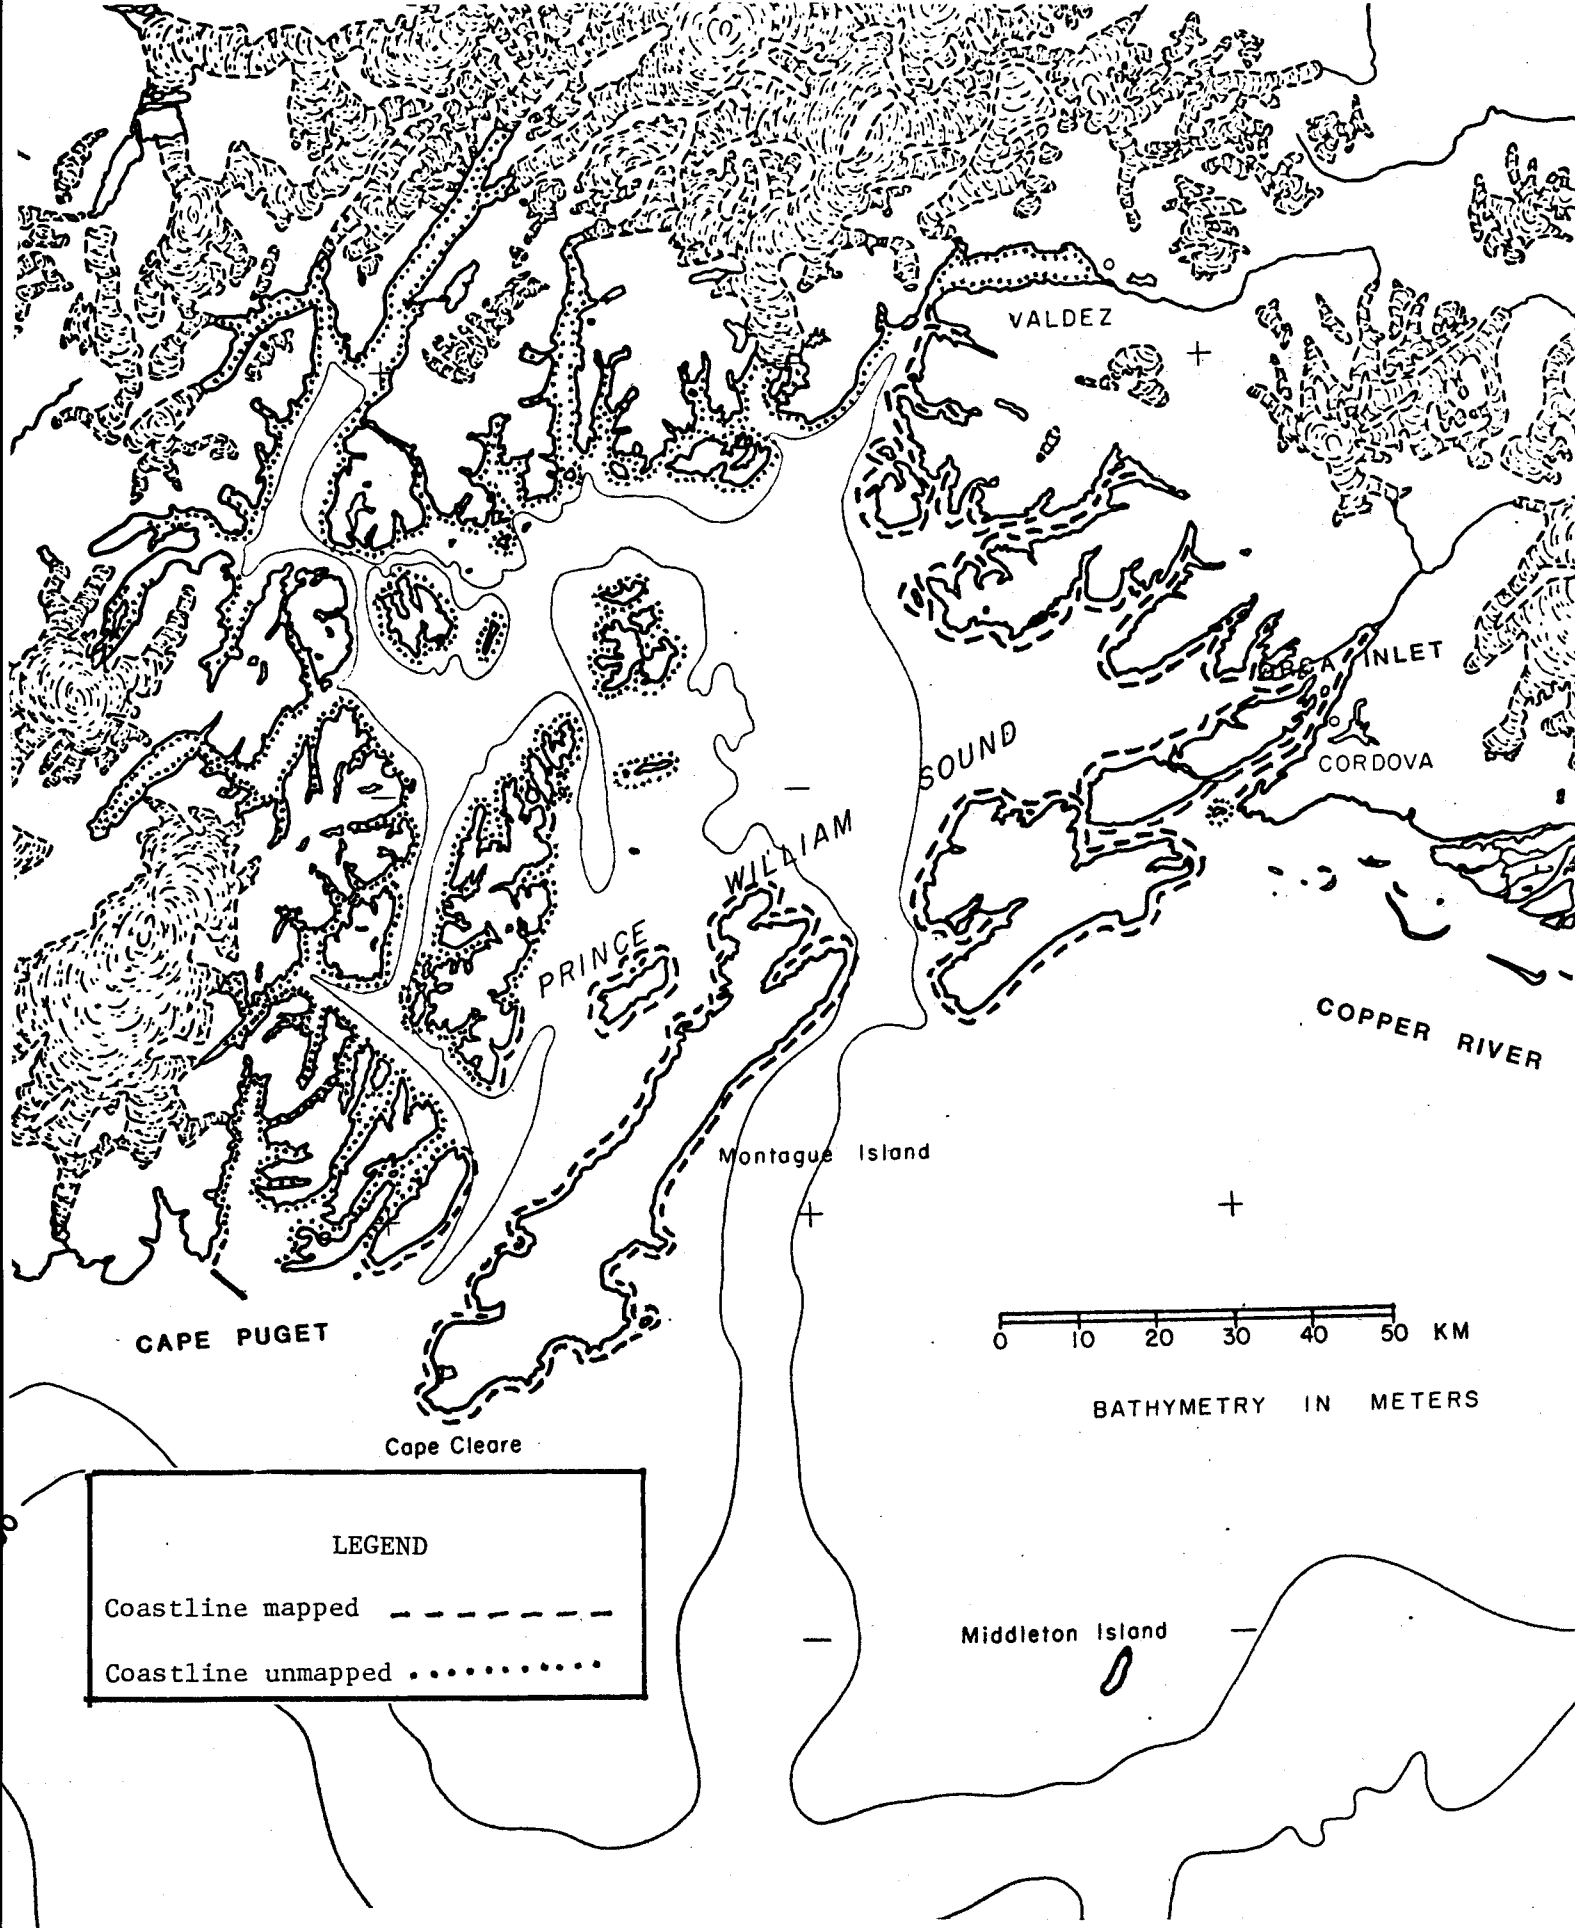 VALDEZ
ORCA INLET
CORDOVA
PRINCE WILLIAM SOUND
COPPER RIVER
Montague Island
0 10 20 30 40 50 KM
BATHYMETRY IN METERS
CAPE PUGET
Cape Cleare
LEGEND
Coastline mapped
Coastline unmapped
Middleton Island